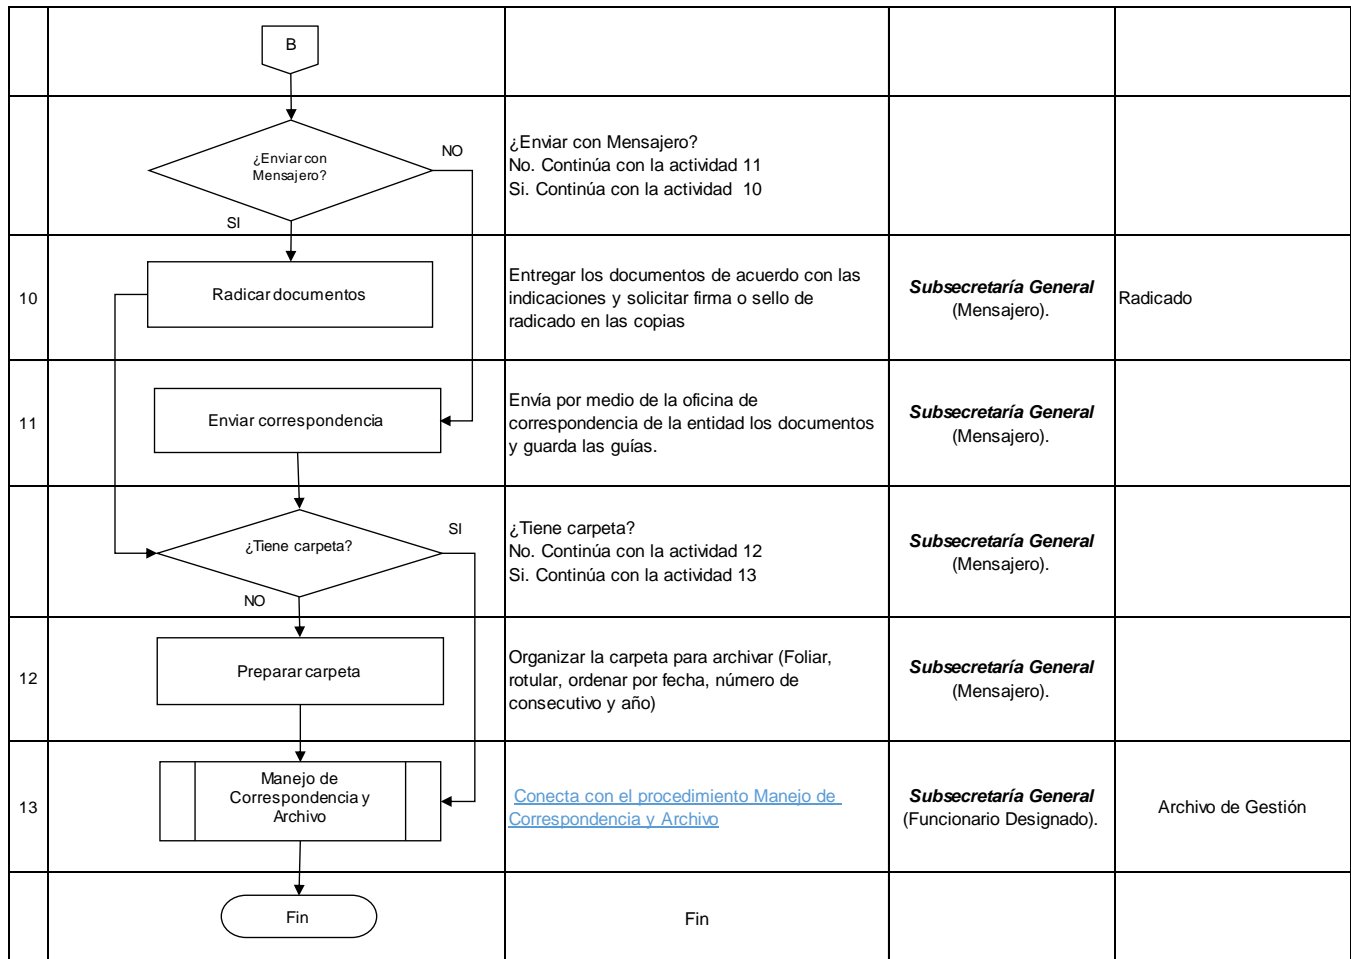 B
¿Enviar con
Mensajero?
NO
SI
¿Enviar con Mensajero?
No. Continúa con la actividad 11
Si. Continúa con la actividad  10
10
Radicar documentos
Entregar los documentos de acuerdo con las
indicaciones y solicitar firma o sello de
radicado en las copias
Subsecretaría General
(Mensajero).
Radicado
11
Enviar correspondencia
Envía por medio de la oficina de
correspondencia de la entidad los documentos
y guarda las guías.
Subsecretaría General
(Mensajero).
¿Tiene carpeta?
SI
NO
¿Tiene carpeta?
No. Continúa con la actividad 12
Si. Continúa con la actividad 13
Subsecretaría General
(Mensajero).
12
Preparar carpeta
Organizar la carpeta para archivar (Foliar,
rotular, ordenar por fecha, número de
consecutivo y año)
Subsecretaría General
(Mensajero).
13
Manejo de
Correspondencia y
Archivo
Conecta con el procedimiento Manejo de
Correspondencia y Archivo
Subsecretaría General
(Funcionario Designado).
Archivo de Gestión
Fin
Fin